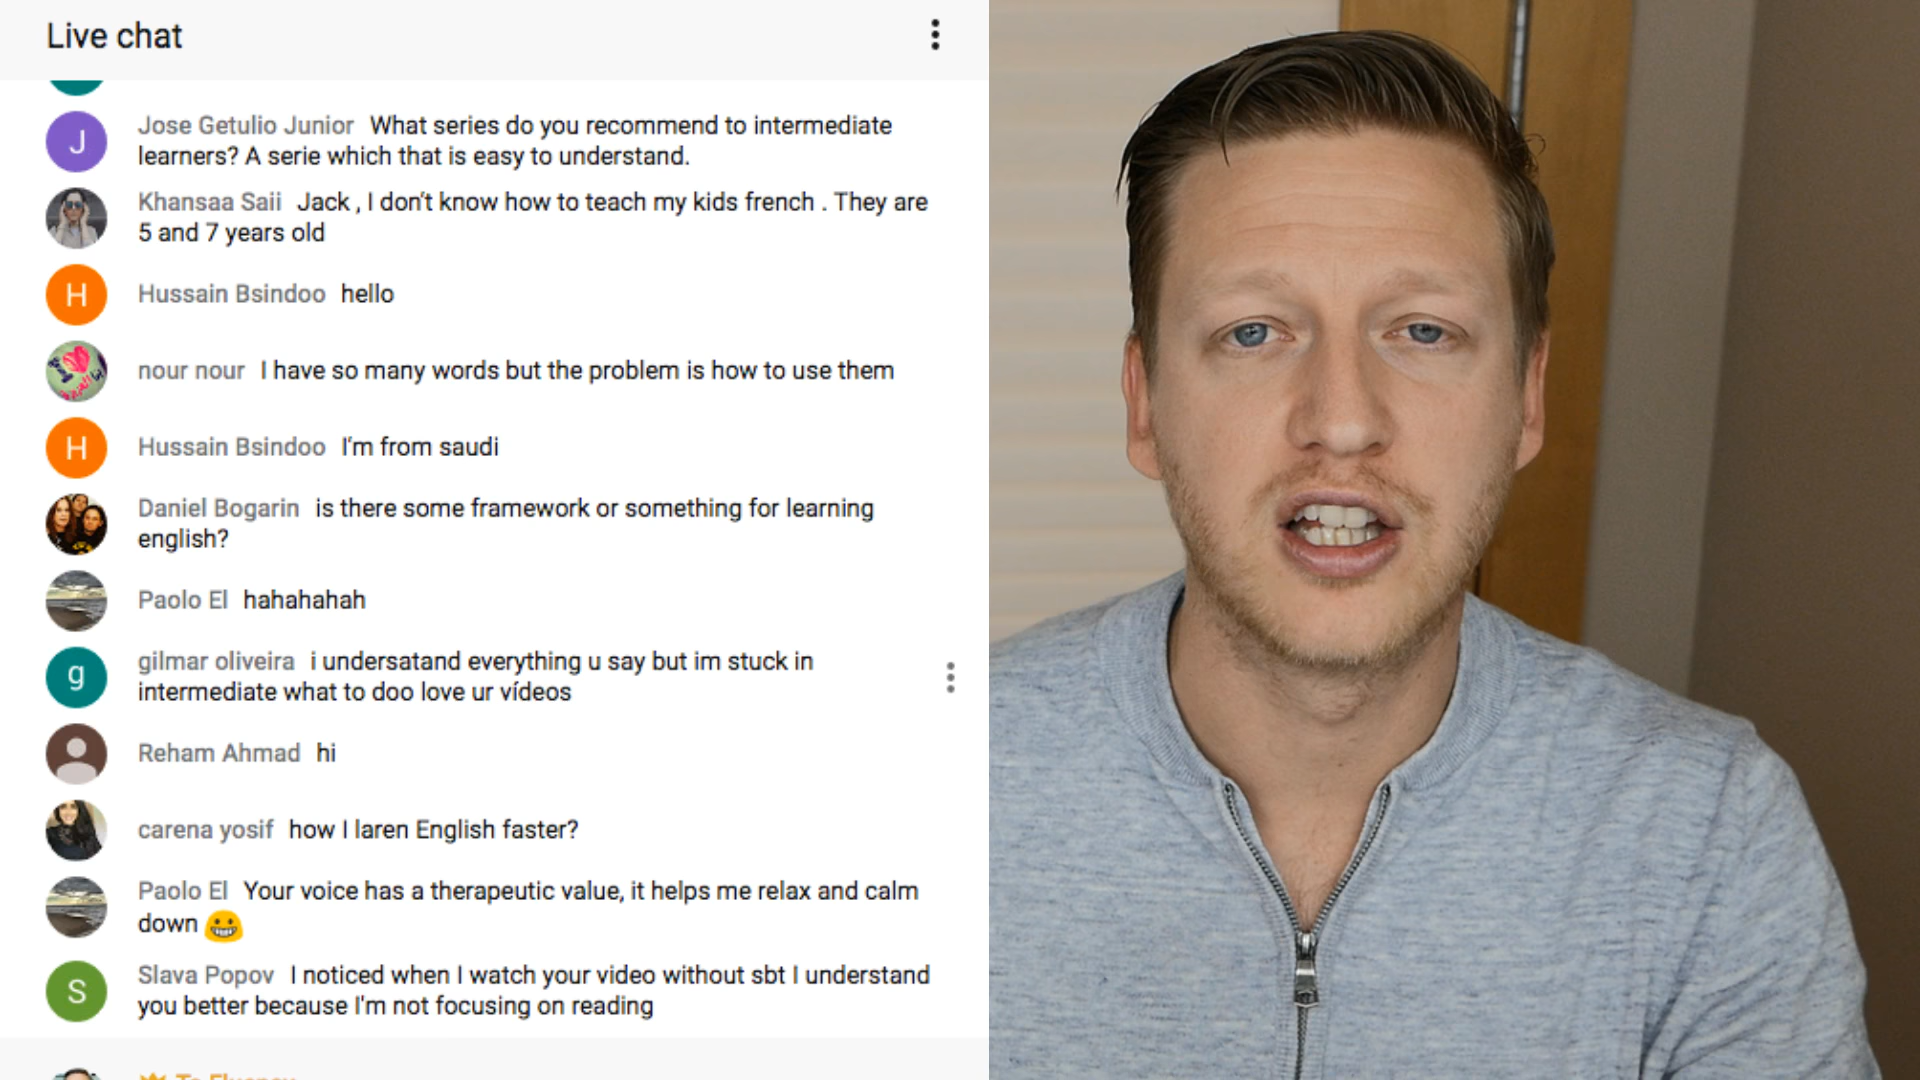 Live chat
Jose Getulio Junior What series do you recommend to intermediate
learners? A serie which that is easy to understand.
J
Khansaa Saii Jack , I don't know how to teach my kids french . They are
5 and 7 years old
H
Hussain Bsindoo hello
nour nour I have so many words but the problem is how to use them
H
Hussain Bsindoo I'm from saudi
Daniel Bogarin is there some framework or something for learning
english?
Paolo El hahahahah
g
gilmar oliveira i undersatand everything u say but im stuck in
intermediate what to doo love ur vídeos
Reham Ahmad hi
carena yosif how I laren English faster?
Paolo El Your voice has a therapeutic value, it helps me relax and calm
down
S
Slava Popov I noticed when I watch your video without sbt I understand
you better because I'm not focusing on reading
To Fluency